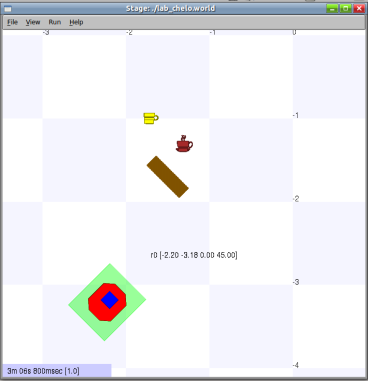 Stage: ./lab_chelo.world
File View Run Help
-3 -2 -1 0
-1
-2
r0 [-2.20 -3.18 0.00 45.00]
-3
-4
3m 06s 800msec [1.0]